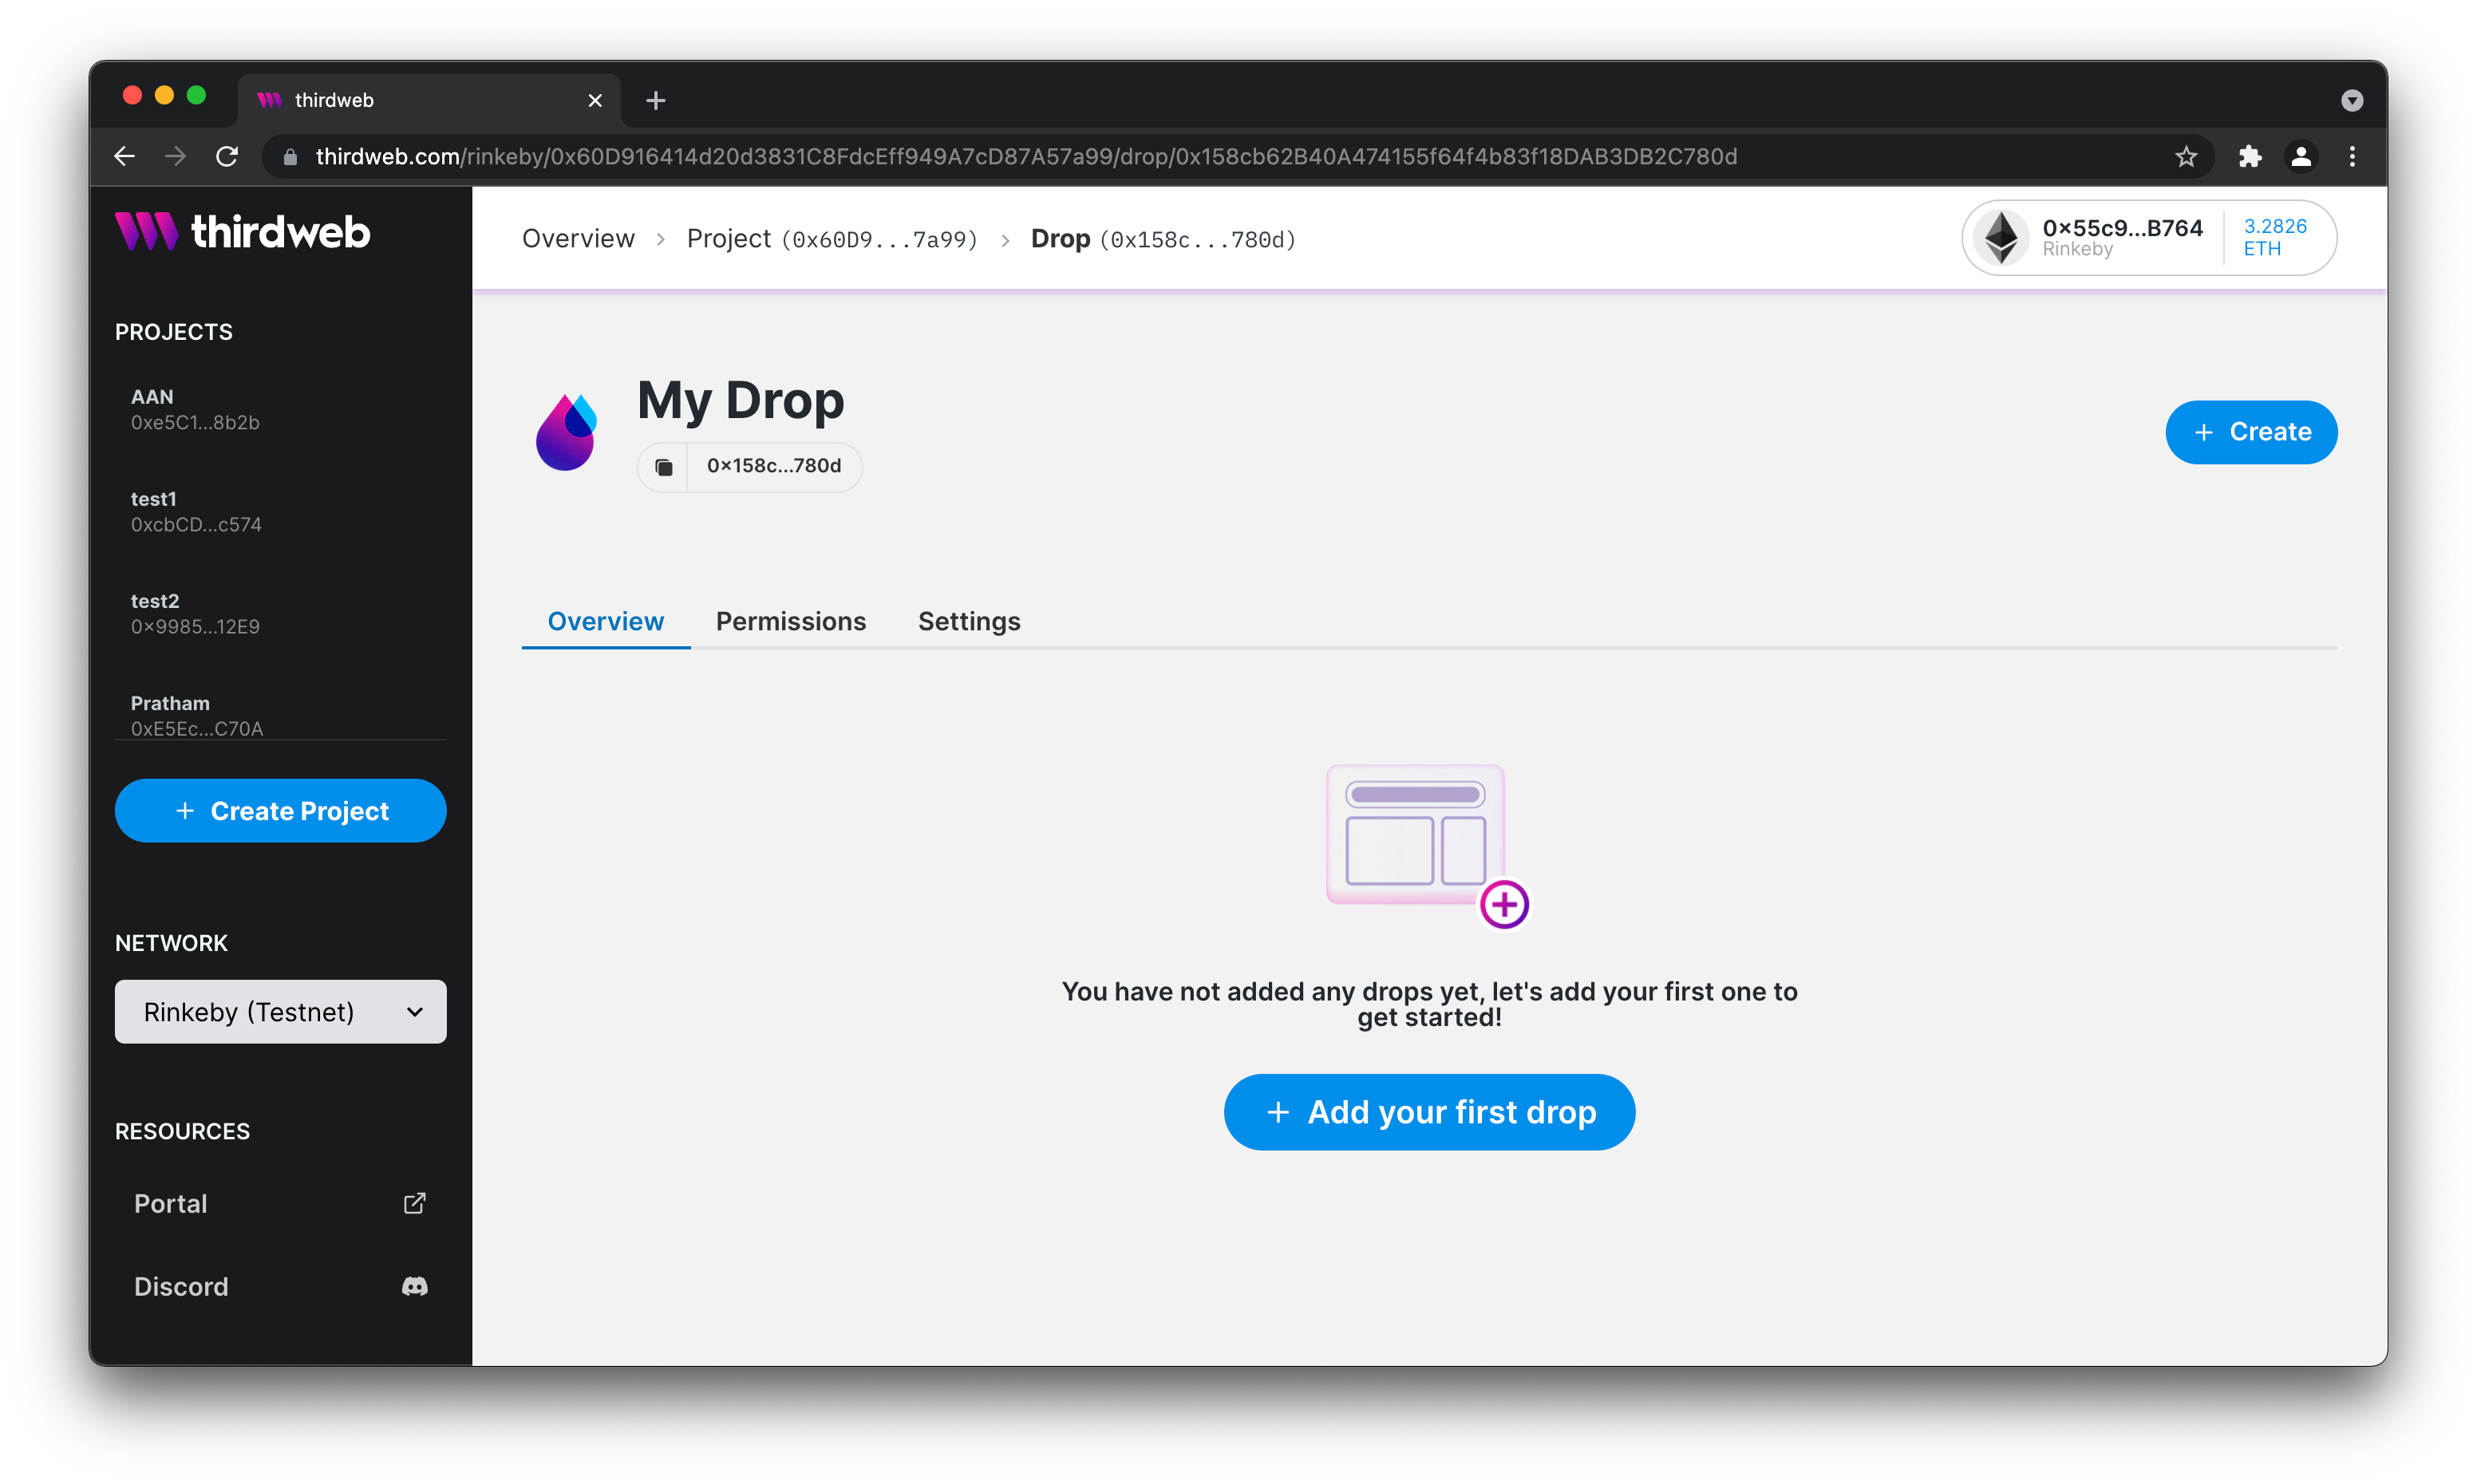 thirdweb
thirdweb.com/rinkeby/0x60D916414d20d3831C8FdcEff949A7cD87A57a99/drop/0x158cb62B40A474155f64f4b83f18DAB3DB2C780d
thirdweb
PROJECTS
AAN
0xe5C1...8b2b
test1
0xcbCD...c574
test2
0x9985...12E9
Pratham
0xE5Ec...C70A
+ Create Project
NETWORK
Rinkeby (Testnet)
RESOURCES
Portal
Discord
Overview > Project (0x60D9...7a99) > Drop (0x158c...780d)
0x55c9...B764
Rinkeby
3.2826
ETH
My Drop
0x158c...780d
+ Create
Overview Permissions Settings
You have not added any drops yet, let's add your first one to
get started!
+ Add your first drop